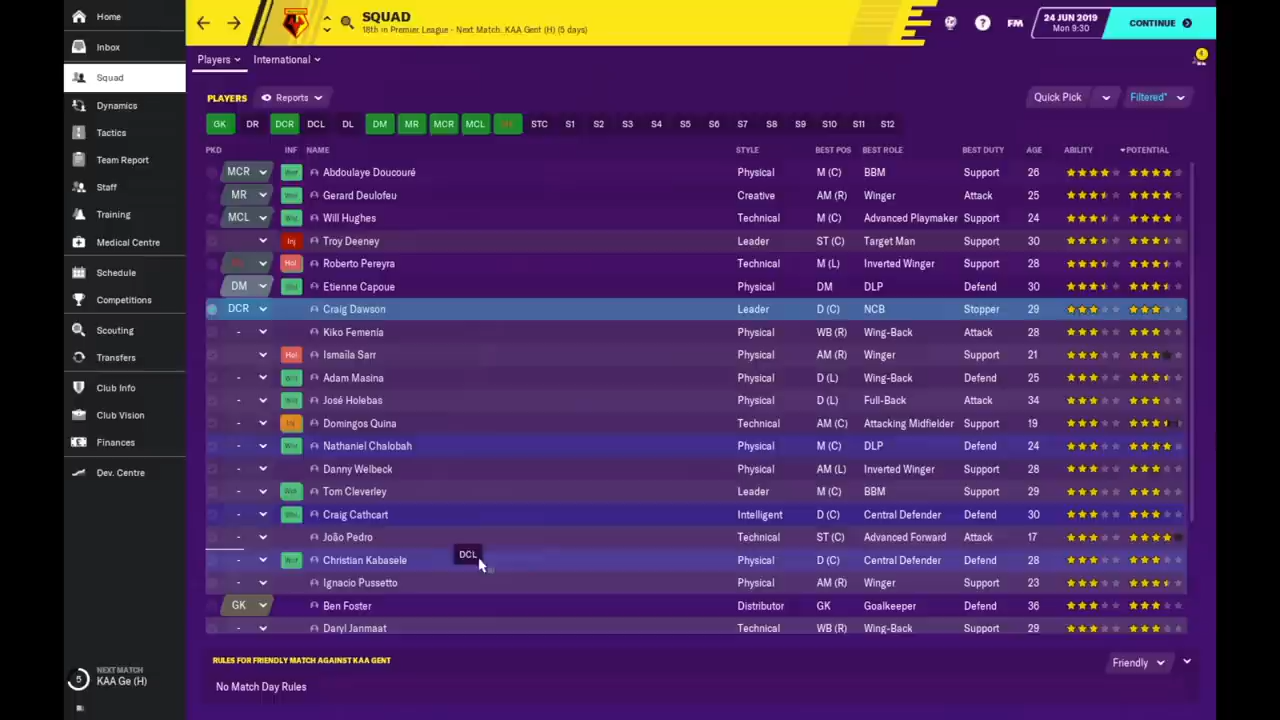 Home
Inbox
Squad
Dynamics
Tactics
Team Report
Staff
Training
Medical Centre
Schedule
Competitions
Scouting
Transfers
Club Info
Club Vision
Finances
Dev. Centre
NEXT MATCH
5 KAA Ge (H)
SQUAD
18th in Premier League - Next Match, KAA Gent (H) (5 days)
FM
24 JUN 2019
Mon 9:30
CONTINUE
4
Players International
PLAYERS Reports Quick Pick Filtered*
GK DR DCR DCL DL DM MR MCR MCL STC S1 S2 S3 S4 S5 S6 S7 S8 S9 S10 S11 S12
PKD INF NAME STYLE BEST POS BEST ROLE BEST DUTY AGE ABILITY POTENTIAL
MCR Abdoulaye Doucouré Physical M (C) BBM Support 26
MR Gerard Deulofeu Creative AM (R) Winger Attack 25
MCL Will Hughes Technical M (C) Advanced Playmaker Support 24
Inj Troy Deeney Leader ST (C) Target Man Support 30
Hol Roberto Pereyra Technical M (L) Inverted Winger Support 28
DM Etienne Capoue Physical DM DLP Defend 30
DCR Craig Dawson Leader D (C) NCB Stopper 29
- Kiko Femenía Physical WB (R) Wing-Back Attack 28
- Hol Ismaïla Sarr Physical AM (R) Winger Support 21
- Adam Masina Physical D (L) Wing-Back Defend 25
- José Holebas Physical D (L) Full-Back Attack 34
- Inj Domingos Quina Technical AM (C) Attacking Midfielder Support 19
- Nathaniel Chalobah Physical M (C) DLP Defend 24
- Danny Welbeck Physical AM (L) Inverted Winger Support 28
- Tom Cleverley Leader M (C) BBM Support 29
- Craig Cathcart Intelligent D (C) Central Defender Defend 30
- João Pedro Technical ST (C) Advanced Forward Attack 17
DCL
- Christian Kabasele Physical D (C) Central Defender Defend 28
- Ignacio Pussetto Physical AM (R) Winger Support 23
GK Ben Foster Distributor GK Goalkeeper Defend 36
- Daryl Janmaat Technical WB (R) Wing-Back Support 29
RULES FOR FRIENDLY MATCH AGAINST KAA GENT
Friendly
No Match Day Rules